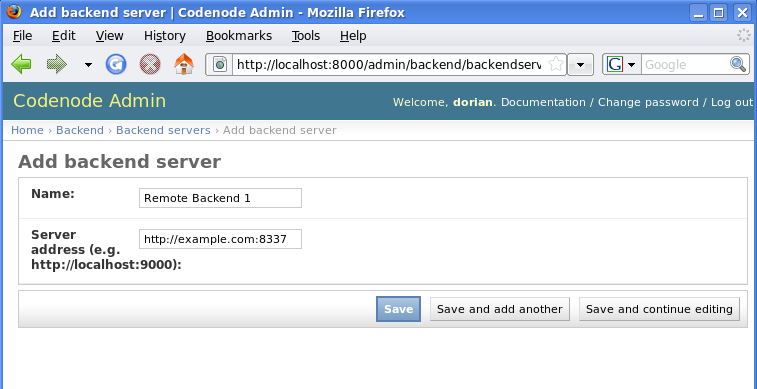 Add backend server | Codenode Admin - Mozilla Firefox
File Edit View History Bookmarks Tools Help
http://localhost:8000/admin/backend/backendserv
G
Google
Codenode Admin
Welcome, dorian. Documentation / Change password / Log out
Home › Backend › Backend servers › Add backend server
Add backend server
Name:
Remote Backend 1
Server
address (e.g.
http://localhost:9000):
http://example.com:8337
Save
Save and add another
Save and continue editing